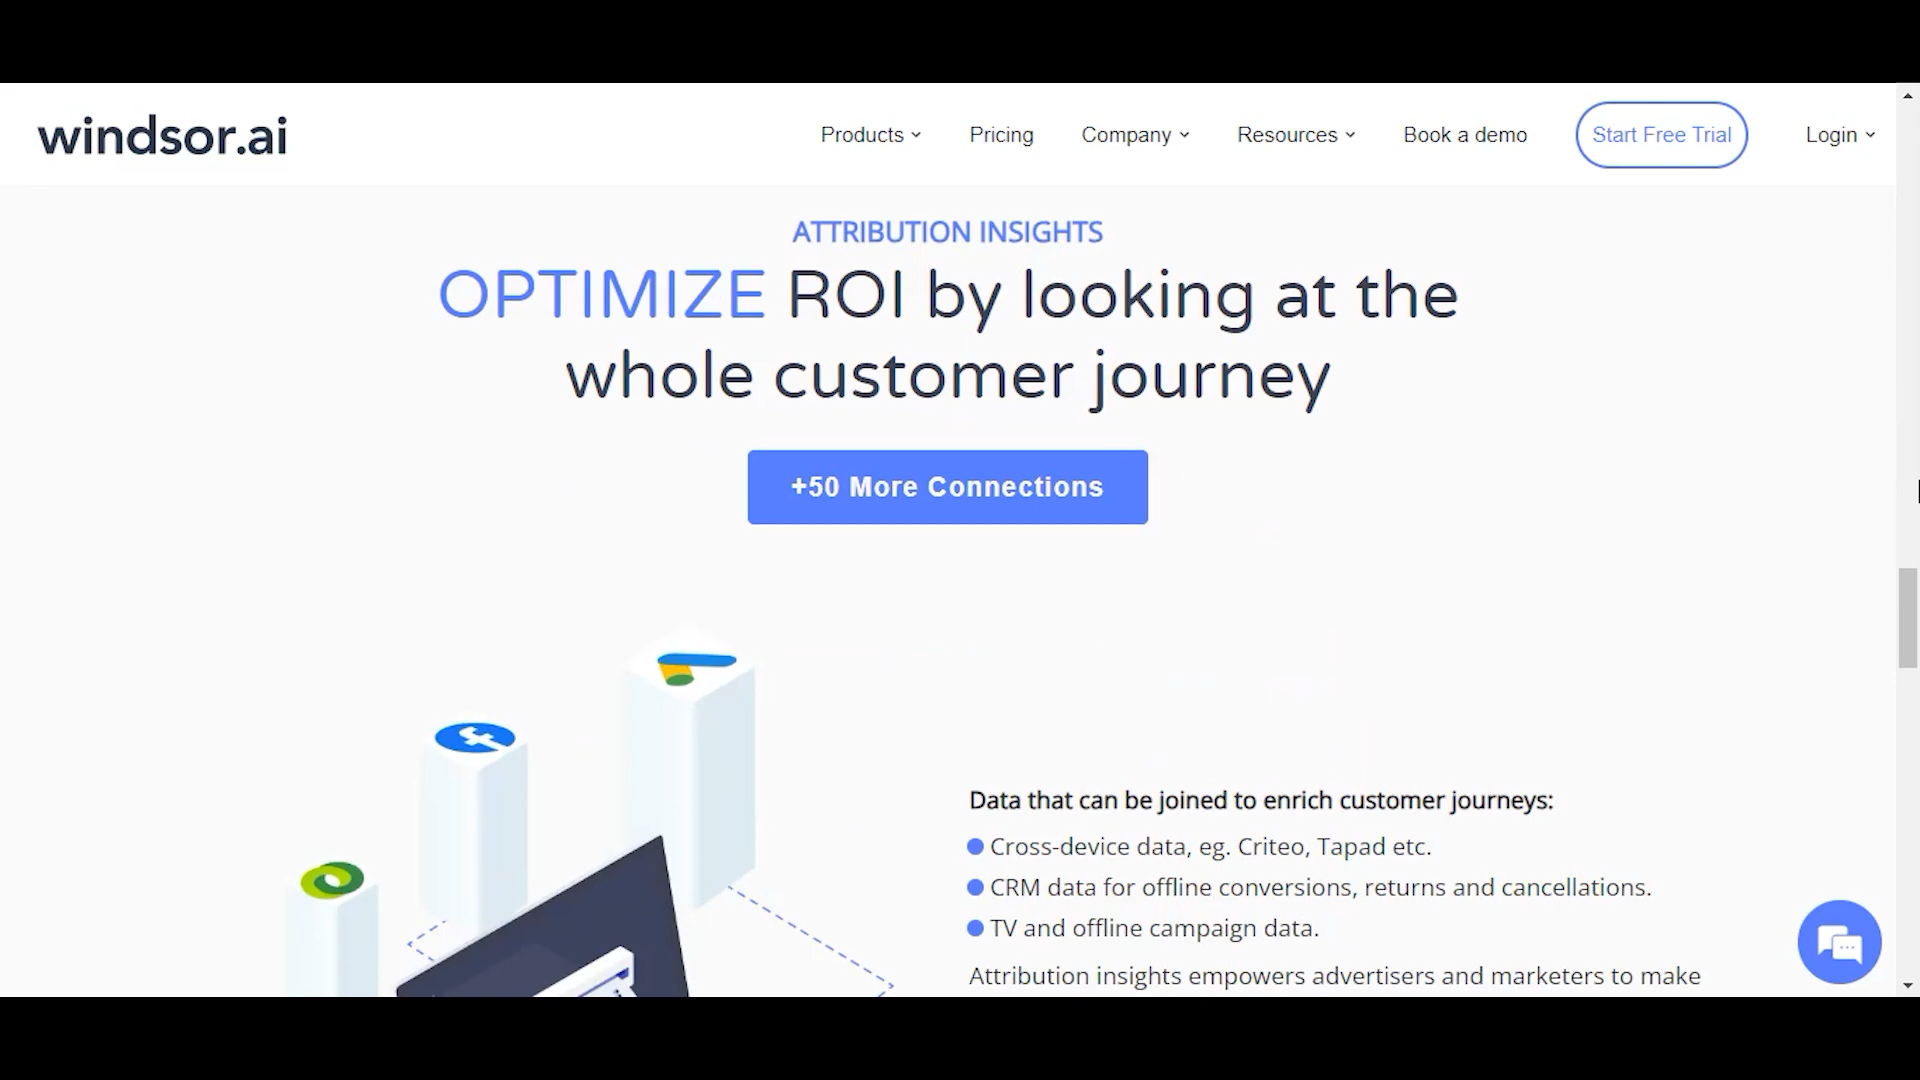 windsor.ai
Products
Pricing
Company
Resources
Book a demo
Start Free Trial
Login
ATTRIBUTION INSIGHTS
OPTIMIZE ROI by looking at the
whole customer journey
+50 More Connections
Data that can be joined to enrich customer journeys:
Cross-device data, eg. Criteo, Tapad etc.
CRM data for offline conversions, returns and cancellations.
TV and offline campaign data.
Attribution insights empowers advertisers and marketers to make